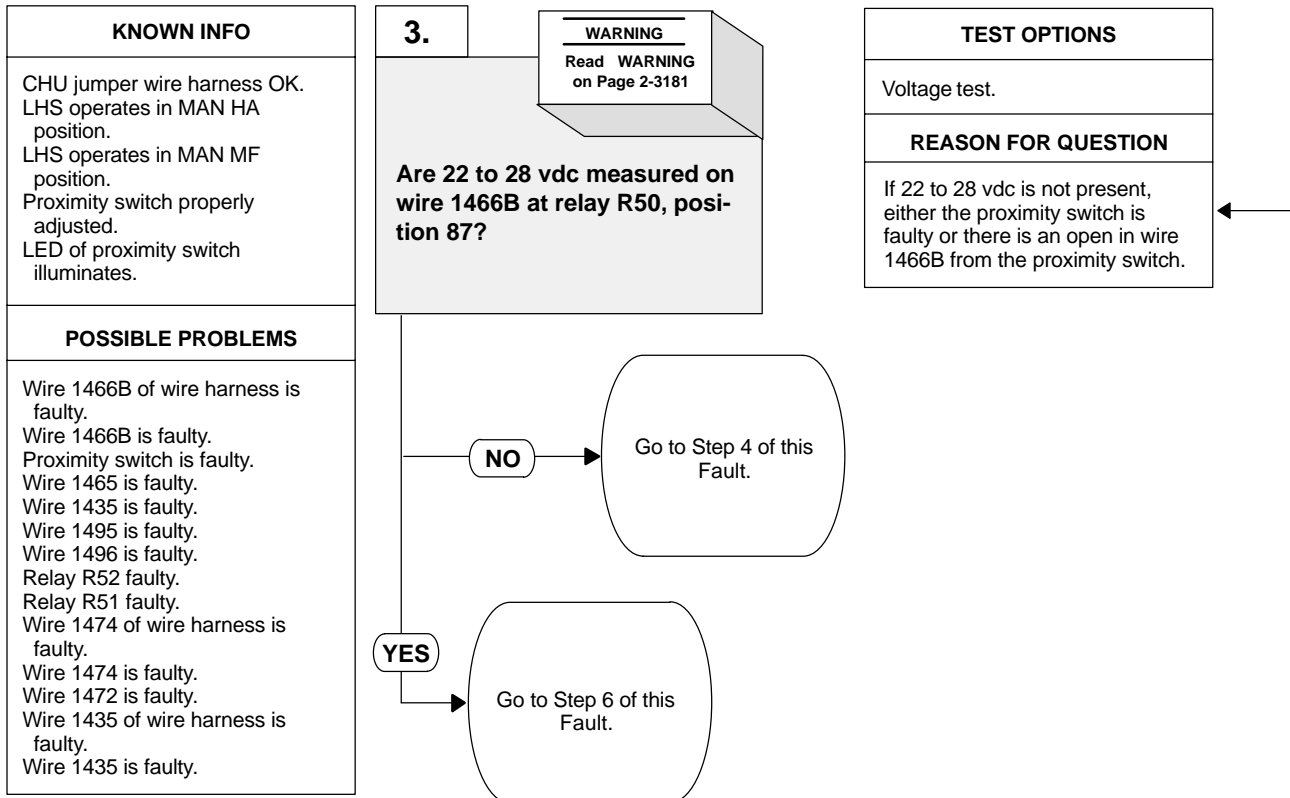 KNOWN INFO
CHU jumper wire harness OK.
LHS operates in MAN HA
position.
LHS operates in MAN MF
position.
Proximity switch properly
adjusted.
LED of proximity switch
illuminates.
POSSIBLE PROBLEMS
Wire 1466B of wire harness is
faulty.
Wire 1466B is faulty.
Proximity switch is faulty.
Wire 1465 is faulty.
Wire 1435 is faulty.
Wire 1495 is faulty.
Wire 1496 is faulty.
Relay R52 faulty.
Relay R51 faulty.
Wire 1474 of wire harness is
faulty.
Wire 1474 is faulty.
Wire 1472 is faulty.
Wire 1435 of wire harness is
faulty.
Wire 1435 is faulty.
3.
WARNING
Read WARNING
on Page 2-3181
Are 22 to 28 vdc measured on
wire 1466B at relay R50, posi-
tion 87?
NO
Go to Step 4 of this
Fault.
YES
Go to Step 6 of this
Fault.
TEST OPTIONS
Voltage test.
REASON FOR QUESTION
If 22 to 28 vdc is not present,
either the proximity switch is
faulty or there is an open in wire
1466B from the proximity switch.